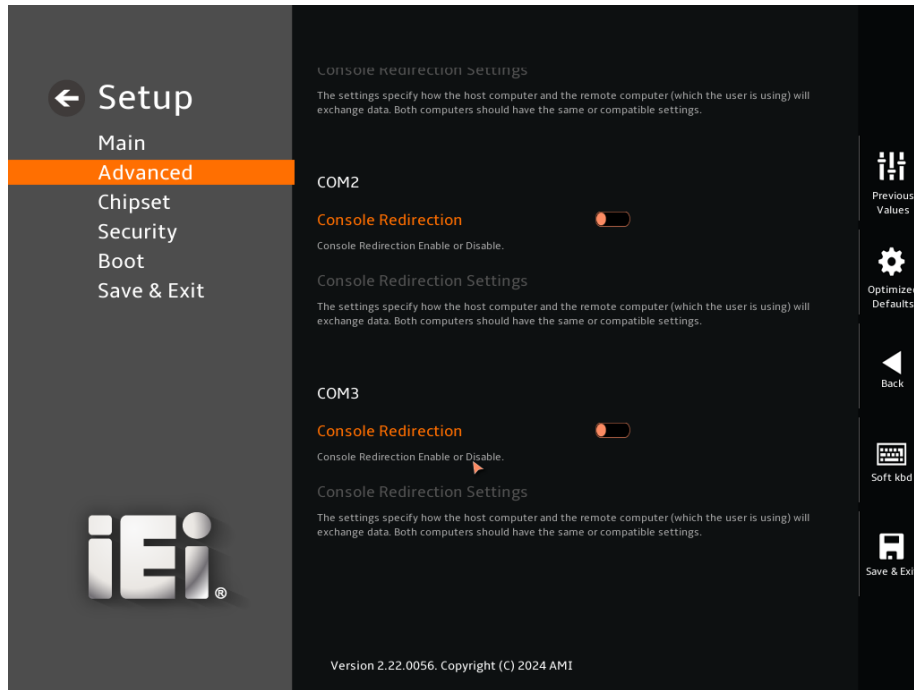 Setup
Main
Advanced
Chipset
Security
Boot
Save & Exit
iEi
®
Console Redirection Settings
The settings specify how the host computer and the remote computer (which the user is using) will
exchange data. Both computers should have the same or compatible settings.
COM2
Console Redirection
Console Redirection Enable or Disable.
Console Redirection Settings
The settings specify how the host computer and the remote computer (which the user is using) will
exchange data. Both computers should have the same or compatible settings.
COM3
Console Redirection
Console Redirection Enable or Disable.
Console Redirection Settings
The settings specify how the host computer and the remote computer (which the user is using) will
exchange data. Both computers should have the same or compatible settings.
Version 2.22.0056. Copyright (C) 2024 AMI
Previous
Values
Optimized
Defaults
Back
Soft kbd
Save & Exi